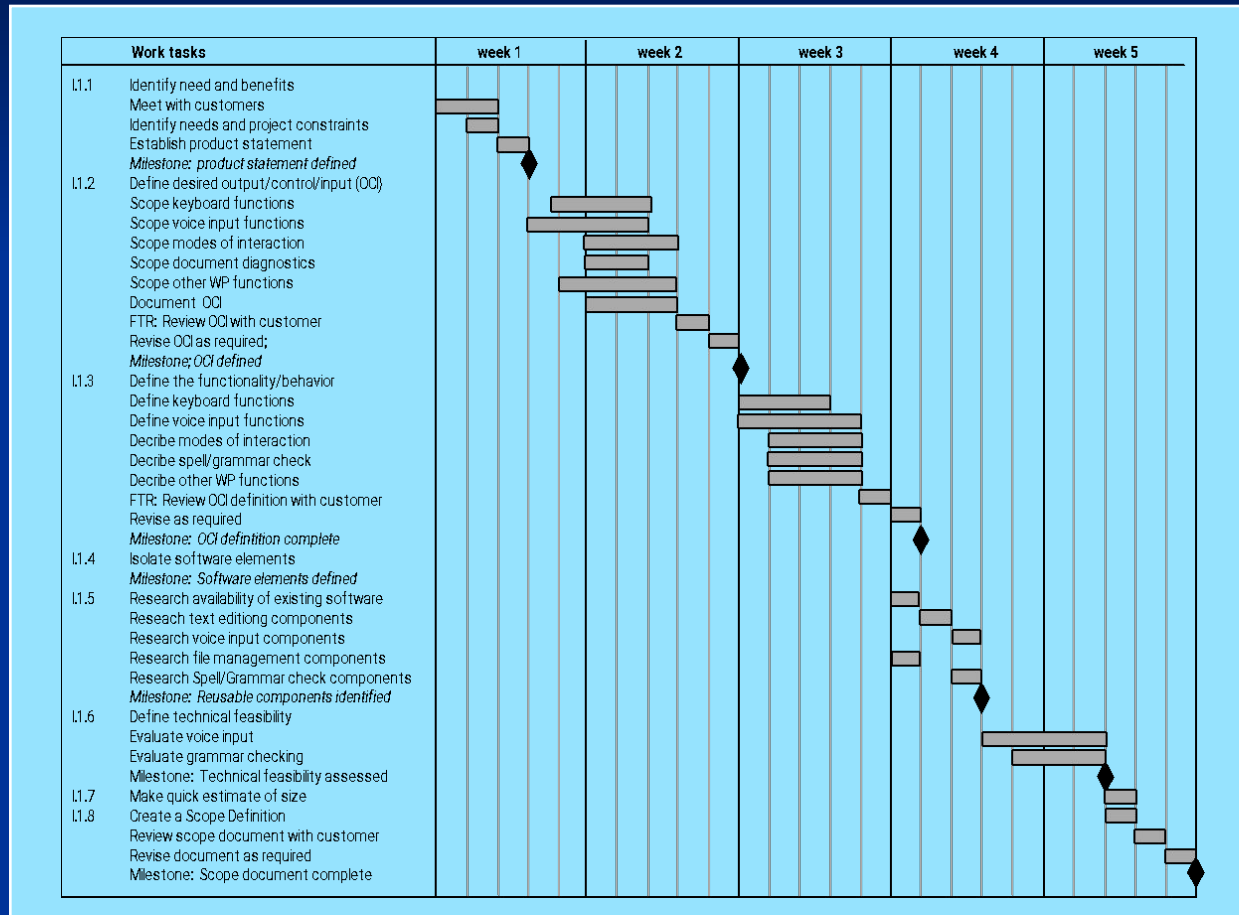 Work tasks week 1 week 2 week 3 week 4 week 5
I.1.1 Identify need and benefits
Meet with customers
Identify needs and project constraints
Establish product statement
Milestone: product statement defined
I.1.2 Define desired output/control/input (OCI)
Scope keyboard functions
Scope voice input functions
Scope modes of interaction
Scope document diagnostics
Scope other WP functions
Document OCI
FTR: Review OCI with customer
Revise OCI as required;
Milestone; OCI defined
I.1.3 Define the functionality/behavior
Define keyboard functions
Define voice input functions
Decribe modes of interaction
Decribe spell/grammar check
Decribe other WP functions
FTR: Review OCI definition with customer
Revise as required
Milestone: OCI defintition complete
I.1.4 Isolate software elements
Milestone: Software elements defined
I.1.5 Research availability of existing software
Reseach text editiong components
Research voice input components
Research file management components
Research Spell/Grammar check components
Milestone: Reusable components identified
I.1.6 Define technical feasibility
Evaluate voice input
Evaluate grammar checking
Milestone: Technical feasibility assessed
I.1.7 Make quick estimate of size
I.1.8 Create a Scope Definition
Review scope document with customer
Revise document as required
Milestone: Scope document complete